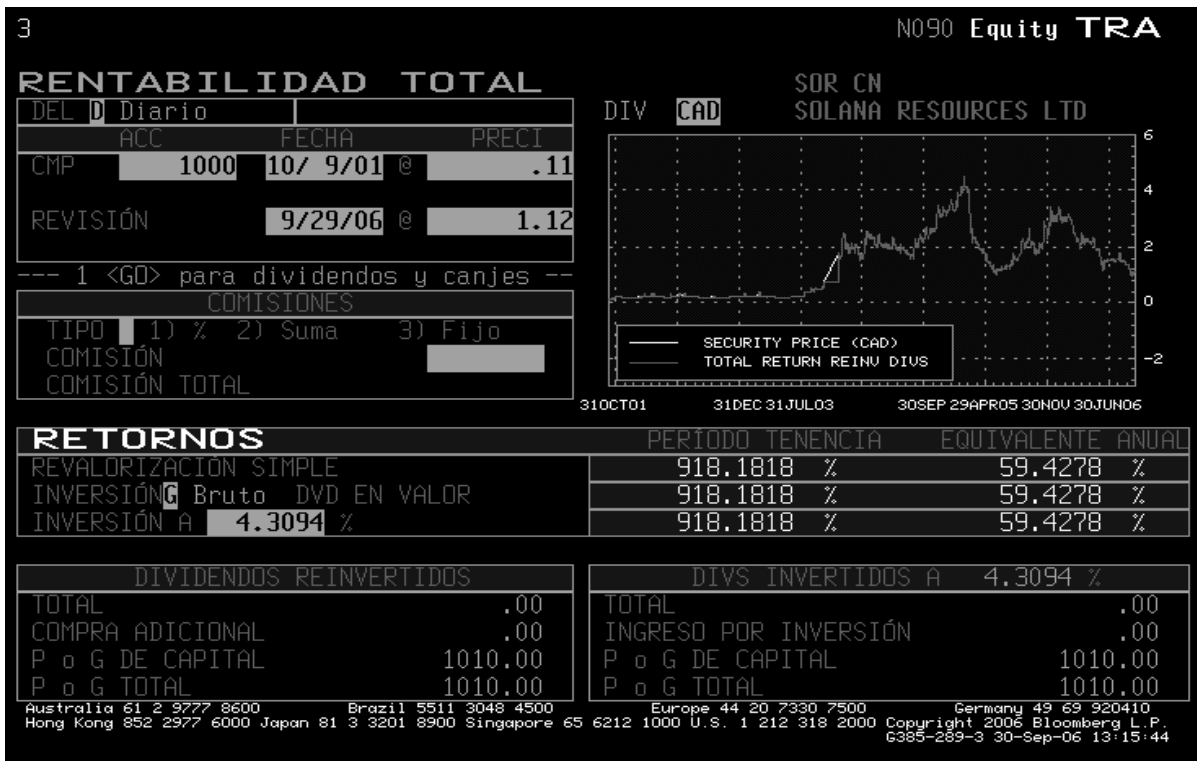 3 N090 Equity TRA
RENTABILIDAD TOTAL SOR CN
DEL D Diario DIV CAD SOLANA RESOURCES LTD
ACC FECHA PRECI
CMP 1000 10/ 9/01 @ .11
REVISIÓN 9/29/06 @ 1.12
--- 1 <GO> para dividendos y canjes --
COMISIONES
TIPO 1) % 2) Suma 3) Fijo
COMISIÓN
COMISIÓN TOTAL
6
4
2
0
-2
SECURITY PRICE (CAD)
TOTAL RETURN REINV DIVS
31OCT01 31DEC 31JUL03 30SEP 29APR05 30NOV 30JUN06
RETORNOS PERÍODO TENENCIA EQUIVALENTE ANUAL
REVALORIZACIÓN SIMPLE 918.1818 % 59.4278 %
INVERSIÓN G Bruto DVD EN VALOR 918.1818 % 59.4278 %
INVERSIÓN A 4.3094 % 918.1818 % 59.4278 %
DIVIDENDOS REINVERTIDOS DIVS INVERTIDOS A 4.3094 %
TOTAL .00 TOTAL .00
COMPRA ADICIONAL .00 INGRESO POR INVERSIÓN .00
P o G DE CAPITAL 1010.00 P o G DE CAPITAL 1010.00
P o G TOTAL 1010.00 P o G TOTAL 1010.00
Australia 61 2 9777 8600 Brazil 5511 3048 4500 Europe 44 20 7330 7500 Germany 49 69 920410
Hong Kong 852 2977 6000 Japan 81 3 3201 8900 Singapore 65 6212 1000 U.S. 1 212 318 2000 Copyright 2006 Bloomberg L.P.
G385-289-3 30-Sep-06 13:15:44